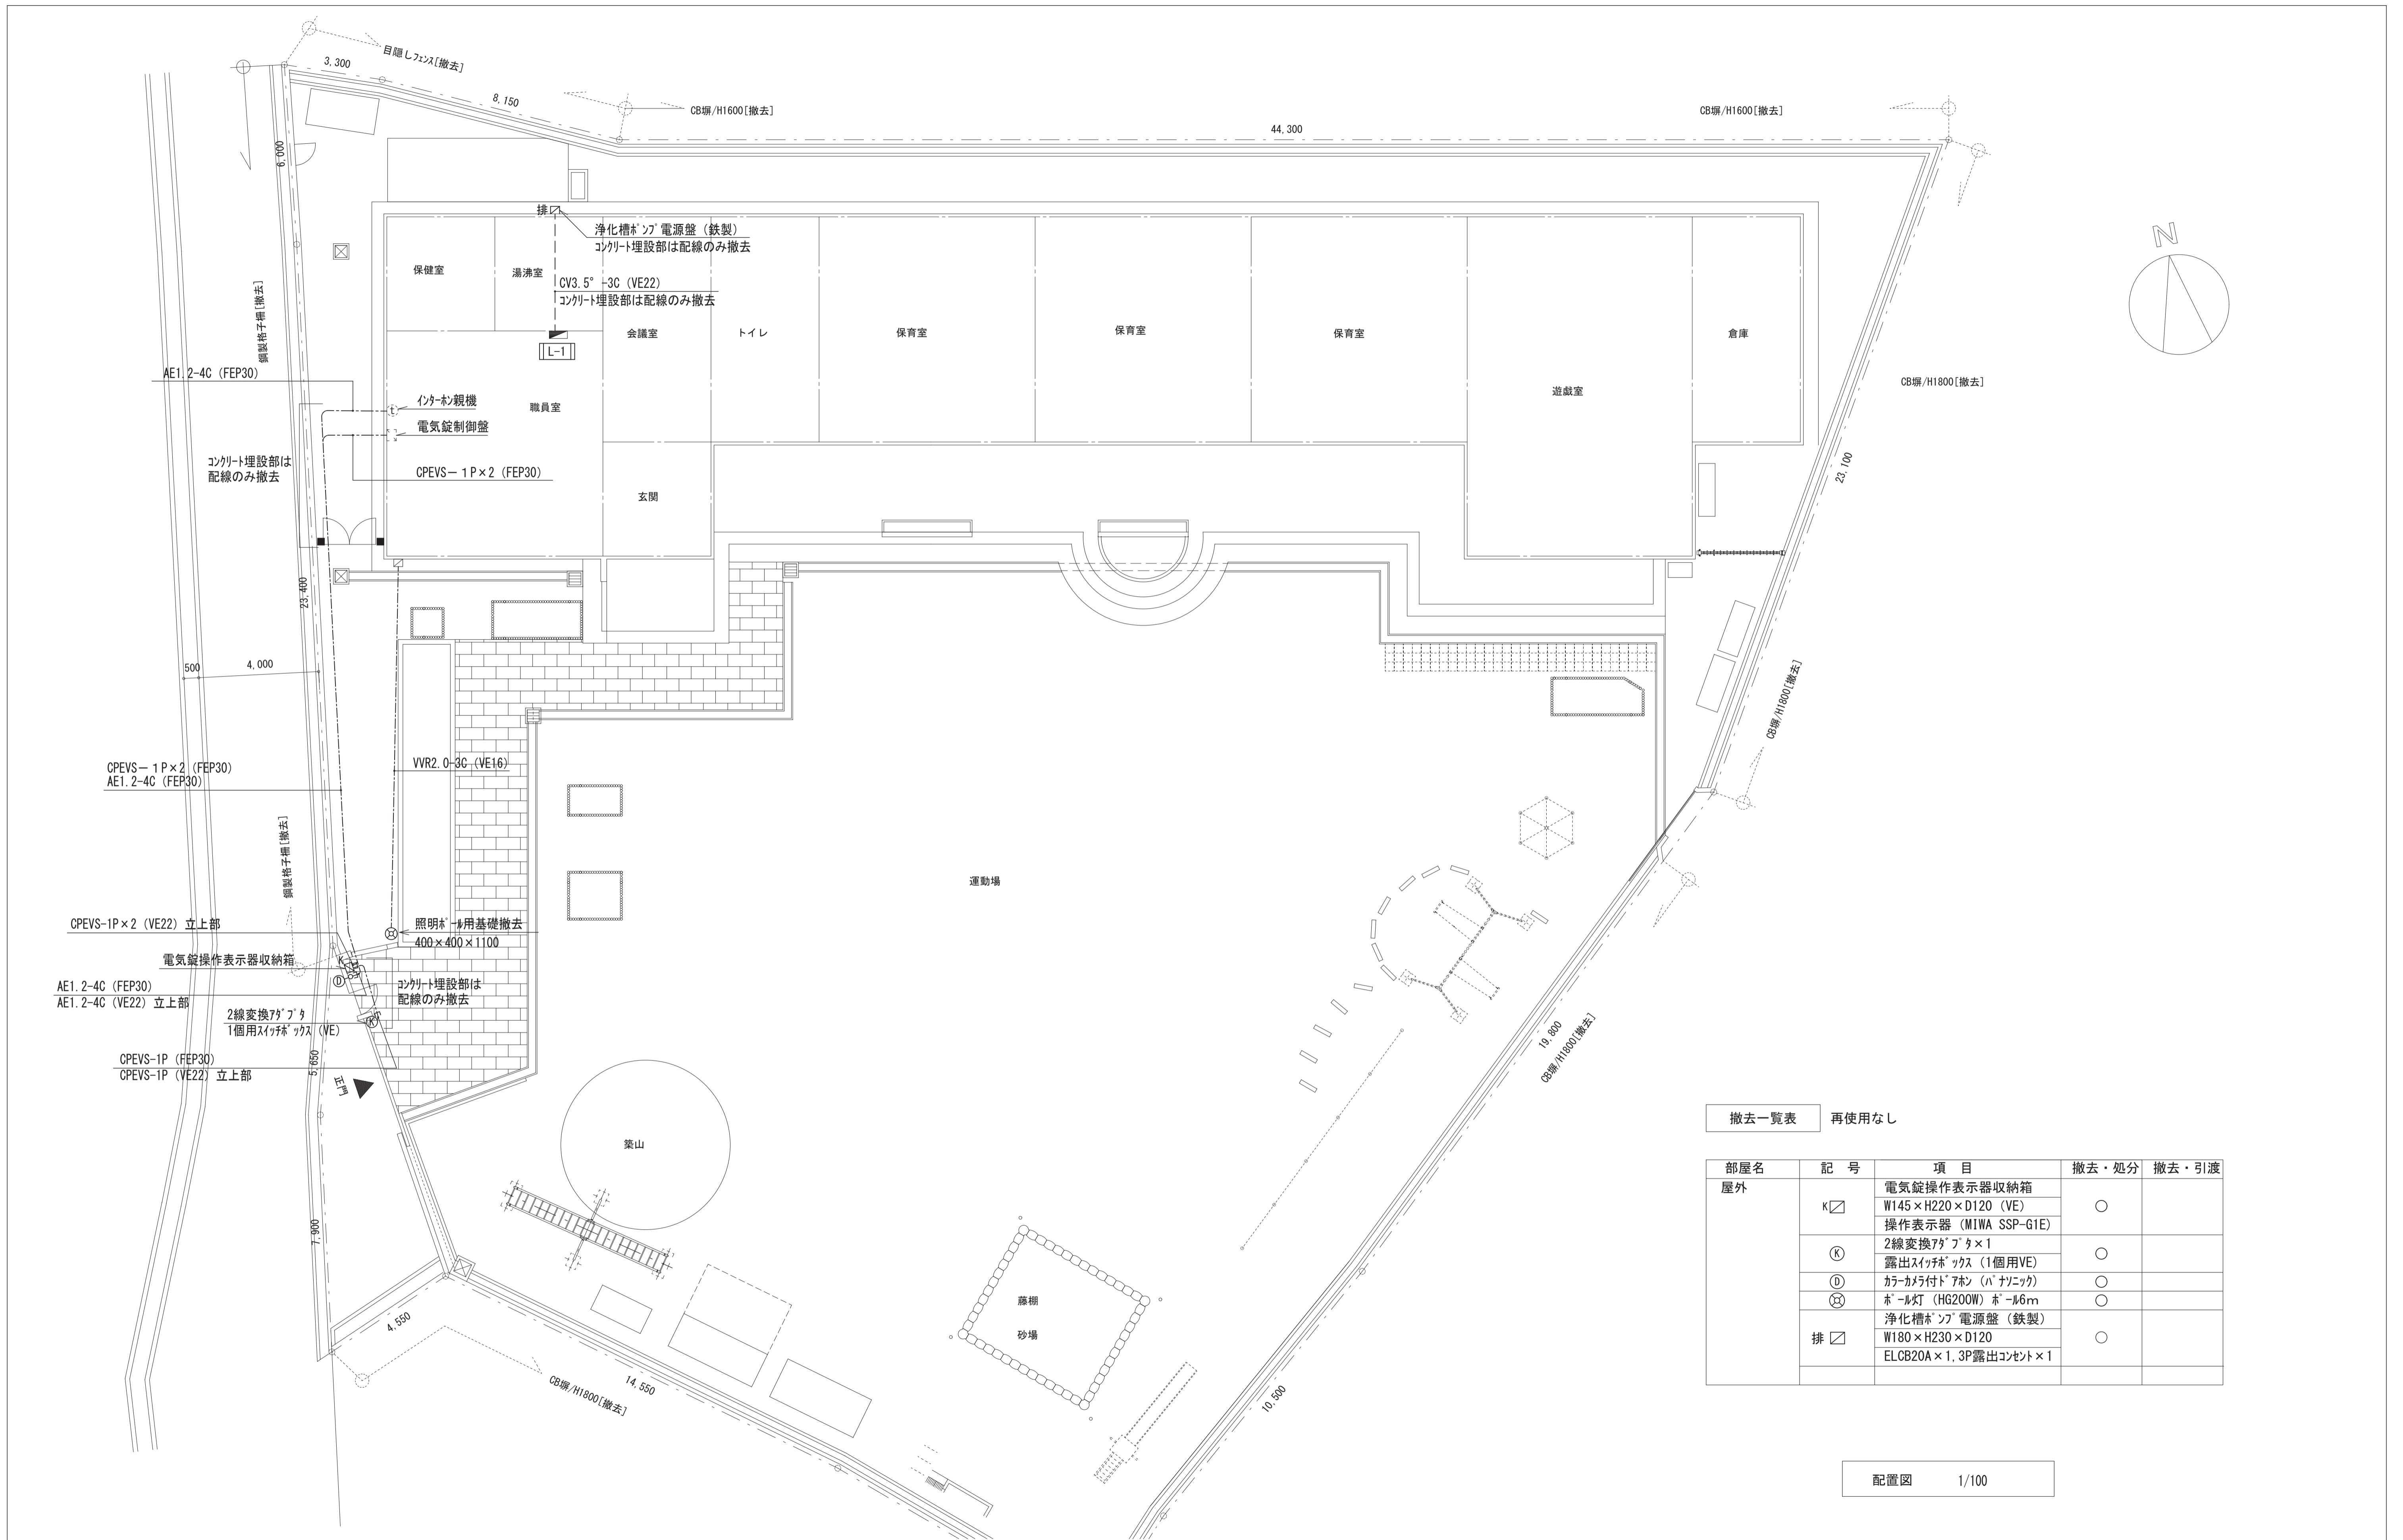 目隠しﾌｪﾝｽ[撤去]
3,300
8,150
CB塀/H1600[撤去]
44,300
CB塀/H1600[撤去]
6,000
N
排
浄化槽ﾎﾟﾝﾌﾟ電源盤（鉄製）
ｺﾝｸﾘｰﾄ埋設部は配線のみ撤去
保健室
湯沸室
CV3.5°-3C（VE22）
ｺﾝｸﾘｰﾄ埋設部は配線のみ撤去
鋼製格子柵[撤去]
会議室
トイレ
保育室
保育室
保育室
倉庫
L-1
AE1.2-4C（FEP30）
CB塀/H1800[撤去]
遊戯室
ｲﾝﾀｰﾎﾝ親機
t
職員室
電気錠制御盤
ｺﾝｸﾘｰﾄ埋設部は
配線のみ撤去
CPEVS－１P×2（FEP30）
23,100
玄関
23,400
500
4,000
CB塀/H1800[撤去]
CPEVS－１P×2（FEP30）
AE1.2-4C（FEP30）
VVR2.0-3C（VE16）
鋼製格子柵[撤去]
運動場
CPEVS-1P×2（VE22）立上部
照明ﾎﾟｰﾙ用基礎撤去
400×400×1100
電気錠操作表示器収納箱
K
D
AE1.2-4C（FEP30）
AE1.2-4C（VE22）立上部
ｺﾝｸﾘｰﾄ埋設部は
配線のみ撤去
2線変換ｱﾀﾞﾌﾟﾀ
1個用ｽｲｯﾁﾎﾞｯｸｽ（VE）
K
CPEVS-1P（FEP30）
CPEVS-1P（VE22）立上部
5,650
正門
19,800
CB塀/H1800[撤去]
築山
7,900
4,550
CB塀/H1800[撤去]
14,550
藤棚
砂場
10,500
撤去一覧表 再使用なし
部屋名 記　号 項　目 撤去・処分 撤去・引渡
屋外
電気錠操作表示器収納箱
K W145×H220×D120（VE） ○
操作表示器（MIWA SSP-G1E）
2線変換ｱﾀﾞﾌﾟﾀ×1
K ○
露出ｽｲｯﾁﾎﾞｯｸｽ（1個用VE）
D ｶﾗｰｶﾒﾗ付ﾄﾞｱﾎﾝ（ﾊﾟﾅｿﾆｯｸ） ○
ﾎﾟｰﾙ灯（HG200W）ﾎﾟｰﾙ6m ○
浄化槽ﾎﾟﾝﾌﾟ電源盤（鉄製）
排 W180×H230×D120 ○
ELCB20A×1,3P露出ｺﾝｾﾝﾄ×1
配置図 1/100